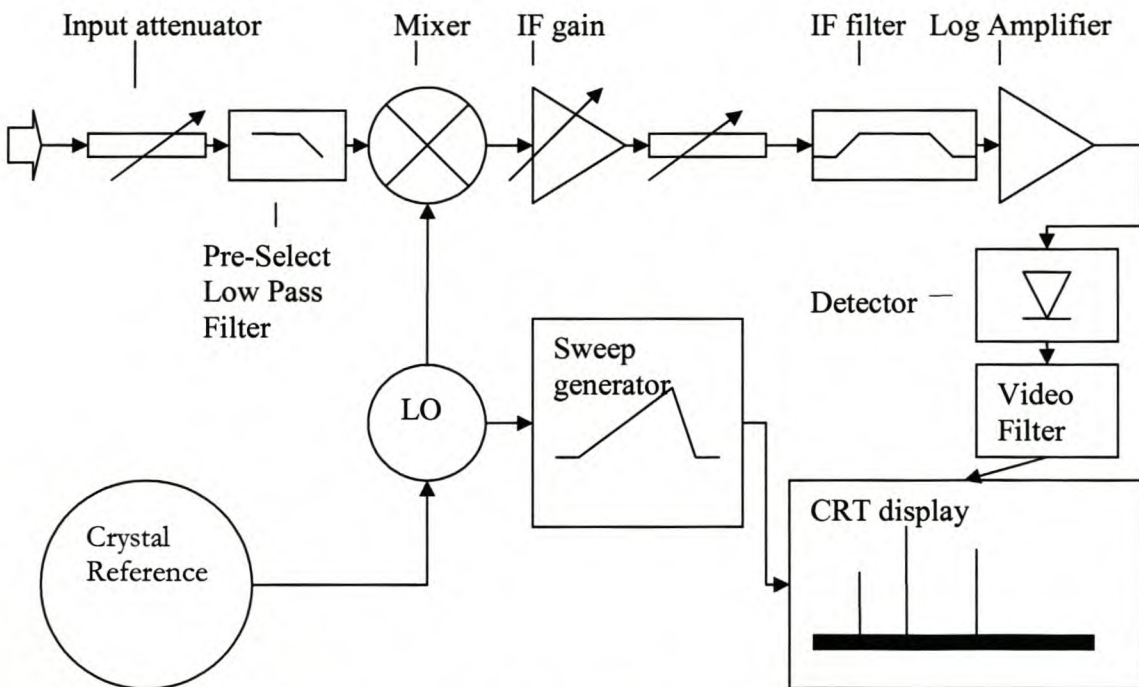 Input attenuator
Mixer
IF gain
IF filter
Log Amplifier
Pre-Select
Low Pass
Filter
Detector
Sweep
generator
LO
Video
Filter
CRT display
Crystal
Reference